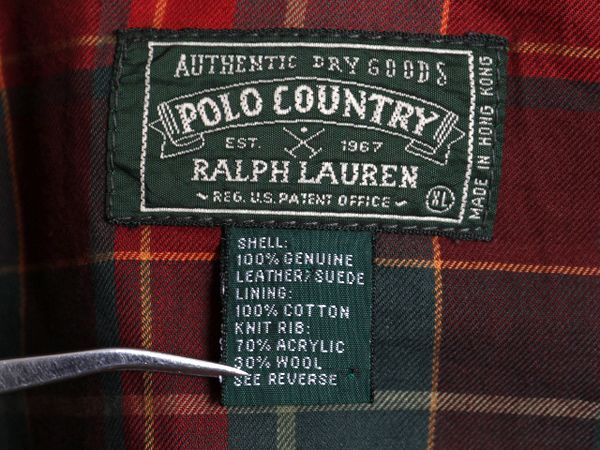 AUTHENTIC DRY GOODS
POLO COUNTRY
EST. 1967
RALPH LAUREN
~ REG. U.S. PATENT OFFICE ~
XL
MADE IN HONG KONG
SHELL:
100% GENUINE
LEATHER/SUEDE
LINING:
100% COTTON
KNIT RIB:
70% ACRYLIC
30% WOOL
SEE REVERSE